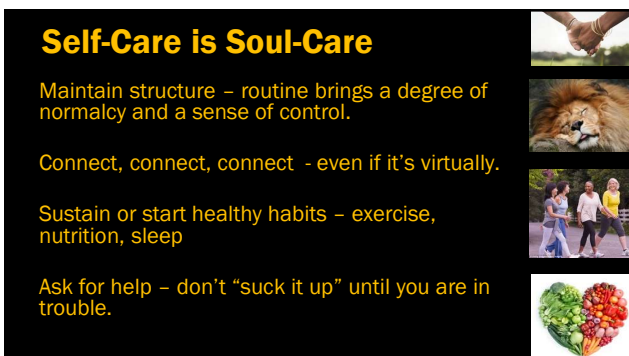 Self-Care is Soul-Care
Maintain structure – routine brings a degree of
normalcy and a sense of control.
Connect, connect, connect  - even if it’s virtually.
Sustain or start healthy habits – exercise,
nutrition, sleep
Ask for help – don’t “suck it up” until you are in
trouble.